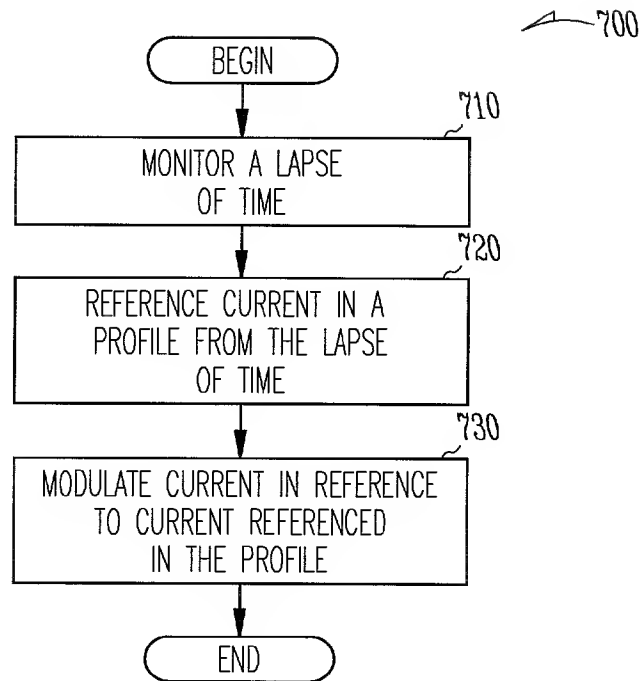 700
BEGIN
710
MONITOR A LAPSE
OF TIME
720
REFERENCE CURRENT IN A
PROFILE FROM THE LAPSE
OF TIME
730
MODULATE CURRENT IN REFERENCE
TO CURRENT REFERENCED
IN THE PROFILE
END